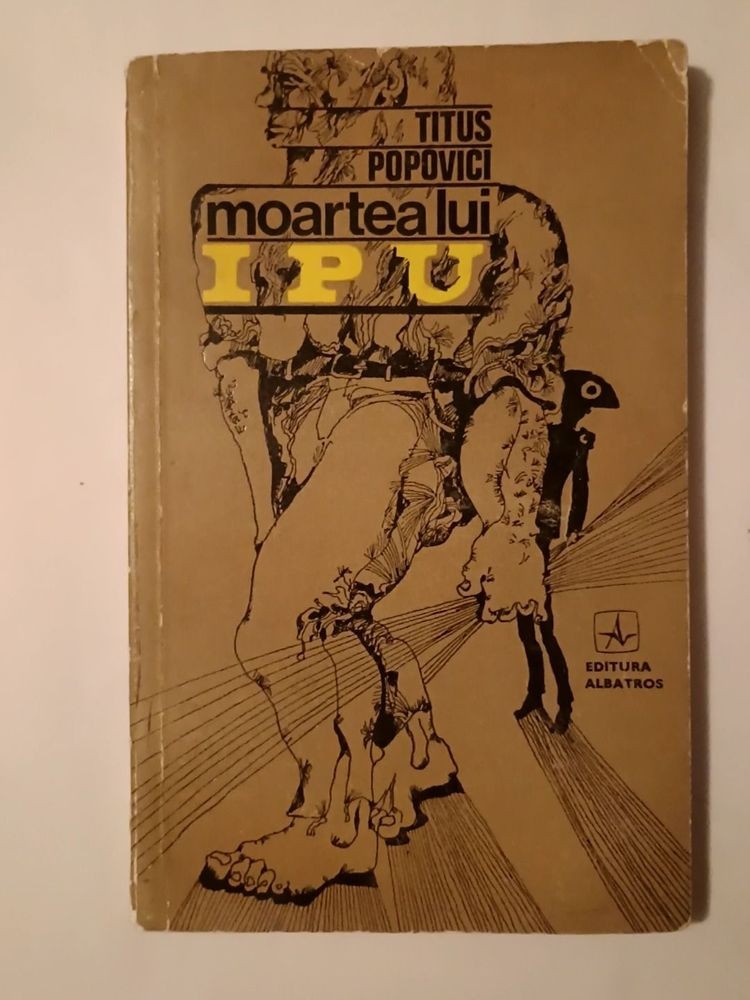 TITUS
POPOVICI
moartea lui
IPU
EDITURA
ALBATROS